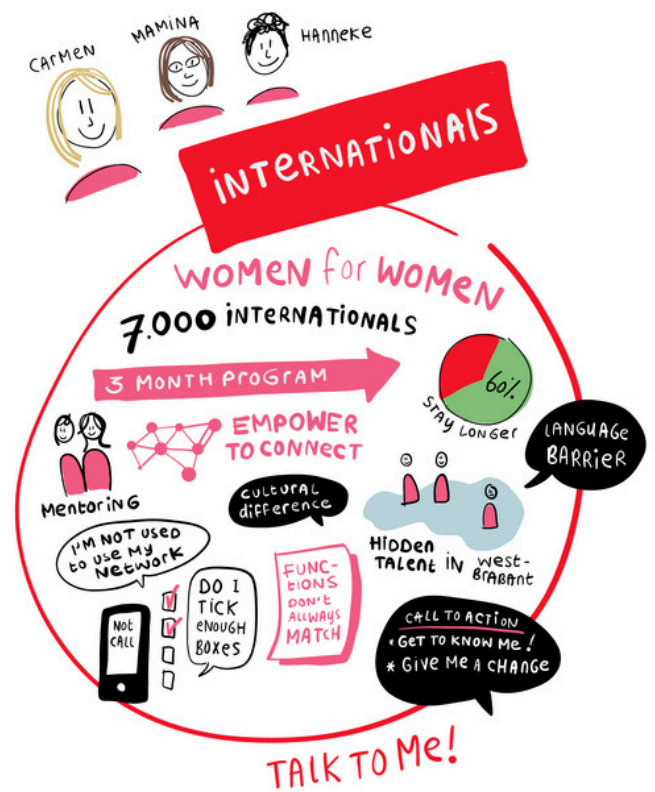 CARMEN
MAMINA
HANNEKE
INTERNATIONALS
WOMEN for WOMEN
7.000 INTERNATIONALS
3 MONTH PROGRAM
60%
STAY LONGER
EMPOWER
TO CONNECT
MENTORING
LANGUAGE
BARRIER
CULTURAL
difference
HIDDEN
TALENT IN WEST-
BRABANT
I'M NOT USED
to USE MY
NETWORK
NOT
CALL
DO I
TICK
ENOUGH
BOXES
FUNC-
TIONS
DON'T
ALLWAYS
MATCH
CALL TO ACTION
* GET TO KNOW ME!
* GIVE ME A CHANGE
TALK TO ME!